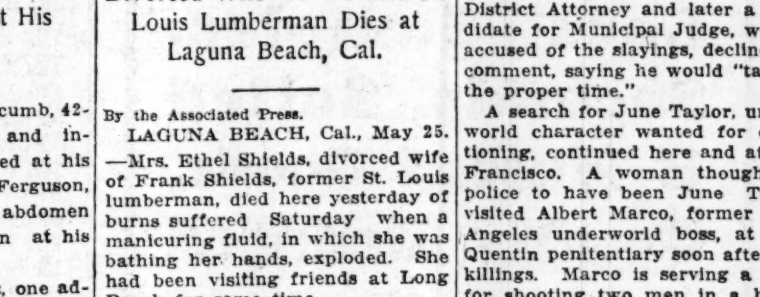 t His
cumb, 42-
and in-
ed at his
Ferguson,
abdomen
n at his
, one ad-
Louis Lumberman Dies at
Laguna Beach, Cal.
By the Associated Press.
LAGUNA BEACH, Cal., May 25.
—Mrs. Ethel Shields, divorced wife
of Frank Shields, former St. Louis
lumberman, died here yesterday of
burns suffered Saturday when a
manicuring fluid, in which she was
bathing her hands, exploded. She
had been visiting friends at Long
District Attorney and later a
didate for Municipal Judge, w
accused of the slayings, declin
comment, saying he would "ta
the proper time."
A search for June Taylor, un
world character wanted for
tioning, continued here and at
Francisco. A woman though
police to have been June T
visited Albert Marco, former
Angeles underworld boss, at
Quentin penitentiary soon afte
killings. Marco is serving a
for shooting two men in a